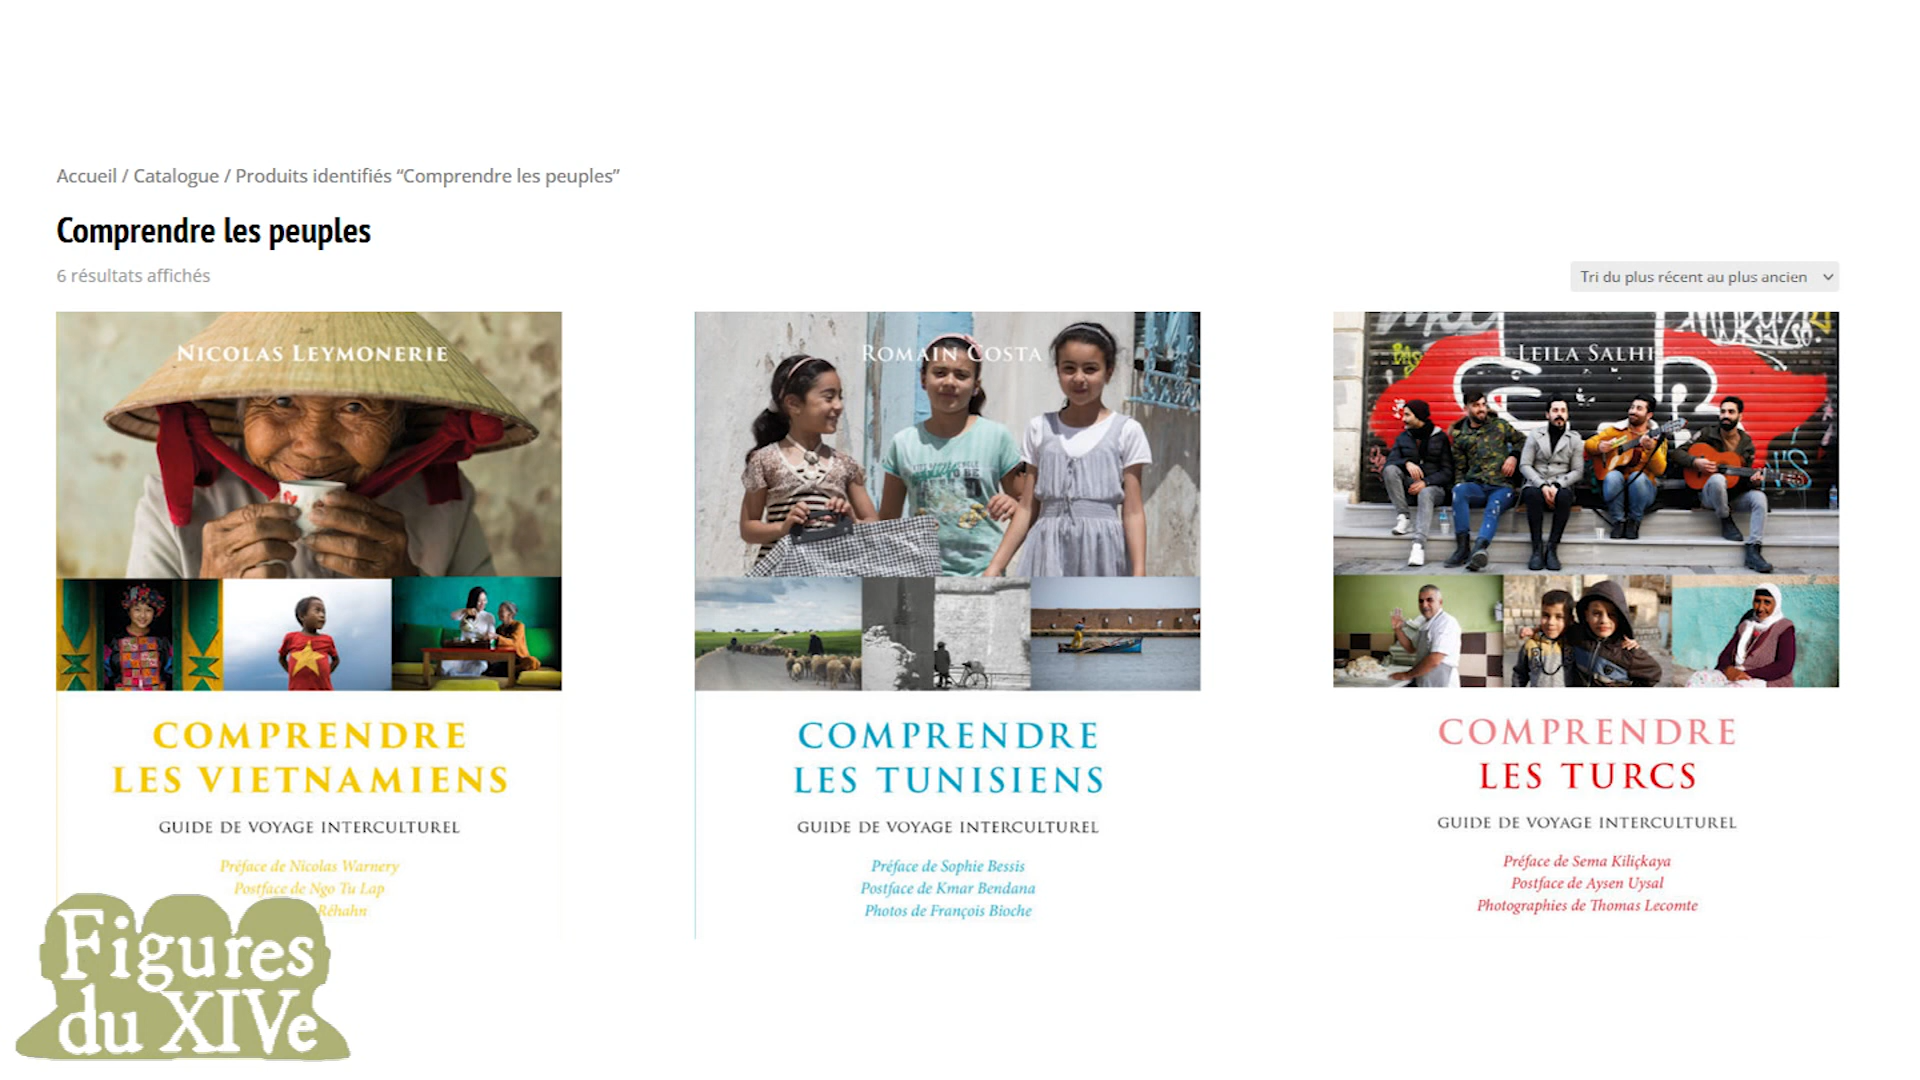 Accueil / Catalogue / Produits identifiés “Comprendre les peuples”
Comprendre les peuples
6 résultats affichés
Tri du plus récent au plus ancien
NICOLAS LEYMONERIE
COMPRENDRE
LES VIETNAMIENS
GUIDE DE VOYAGE INTERCULTUREL
Préface de Nicolas Warnery
Postface de Ngo Tu Lap
Réhahn
ROMAIN COSTA
COMPRENDRE
LES TUNISIENS
GUIDE DE VOYAGE INTERCULTUREL
Préface de Sophie Bessis
Postface de Kmar Bendana
Photos de François Bioche
LEILA SALHI
COMPRENDRE
LES TURCS
GUIDE DE VOYAGE INTERCULTUREL
Préface de Sema Kiliçkaya
Postface de Aysen Uysal
Photographies de Thomas Lecomte
Figures
du XIVe